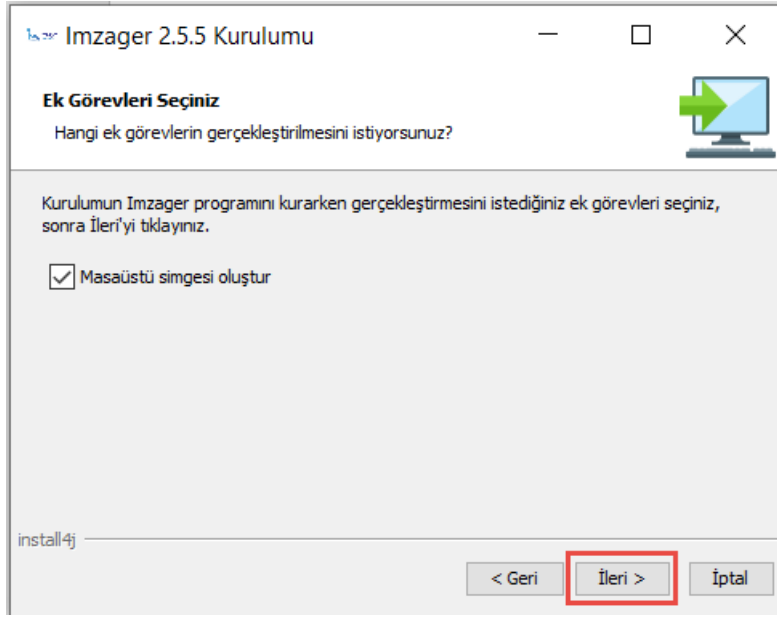 Imzager 2.5.5 Kurulumu
Ek Görevleri Seçiniz
Hangi ek görevlerin gerçekleştirilmesini istiyorsunuz?
Kurulumun Imzager programını kurarken gerçekleştirmesini istediğiniz ek görevleri seçiniz,
sonra İleri'yi tıklayınız.
Masaüstü simgesi oluştur
install4j
< Geri İleri > İptal